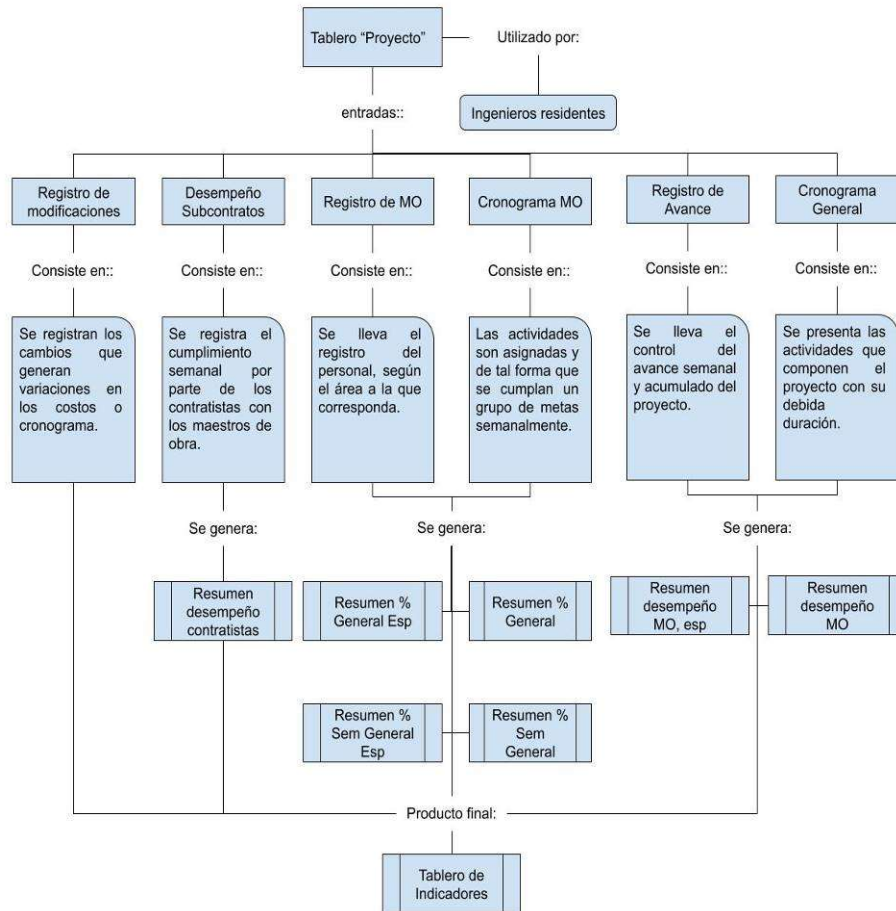 Tablero “Proyecto”
Utilizado por:
Ingenieros residentes
entradas::
Registro de
modificaciones
Desempeño
Subcontratos
Registro de MO
Cronograma MO
Registro de
Avance
Cronograma
General
Consiste en::
Consiste en::
Consiste en::
Consiste en::
Consiste en::
Consiste en::
Se registran los
cambios que
generan
variaciones en
los costos o
cronograma.
Se registra el
cumplimiento
semanal por
parte de los
contratistas con
los maestros de
obra.
Se lleva el
registro del
personal, según
el área a la que
corresponda.
Las actividades
son asignadas y
de tal forma que
se cumplan un
grupo de metas
semanalmente.
Se lleva el
control del
avance semanal
y acumulado del
proyecto.
Se presenta las
actividades que
componen el
proyecto con su
debida
duración.
Se genera:
Se genera:
Se genera:
Resumen
desempeño
contratistas
Resumen %
General Esp
Resumen %
General
Resumen
desempeño
MO, esp
Resumen
desempeño
MO
Resumen %
Sem General
Esp
Resumen %
Sem
General
Producto final:
Tablero de
Indicadores